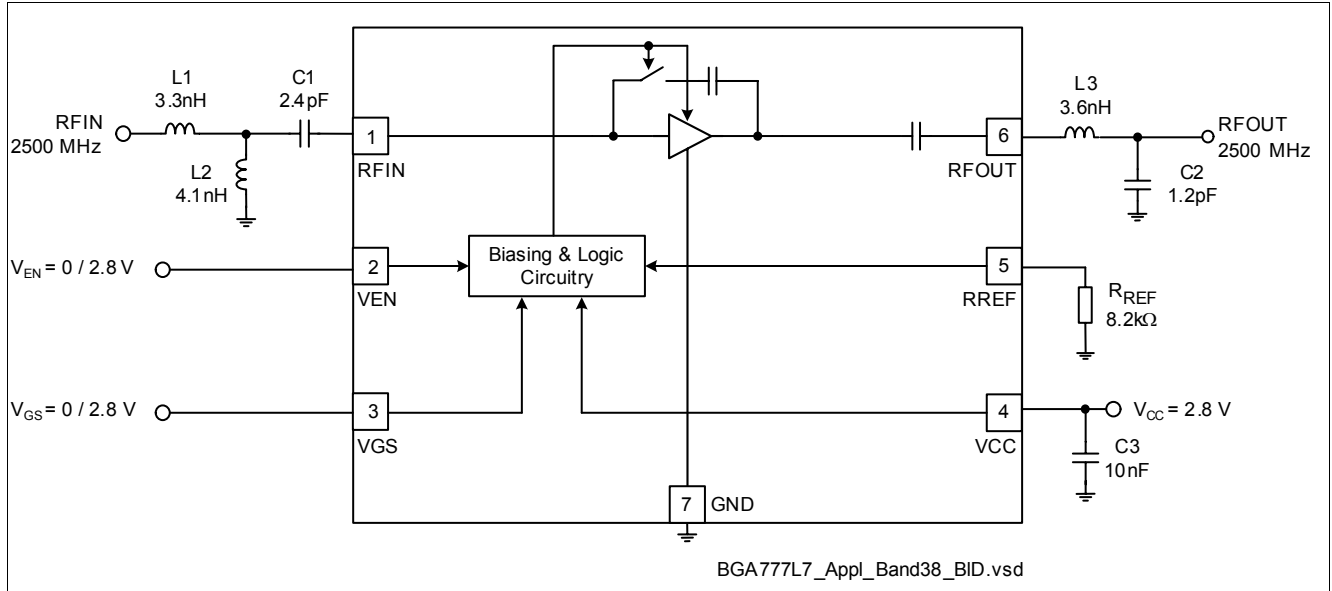 L1
3.3nH
C1
2.4pF
RFIN
2500 MHz
L2
4.1nH
1
RFIN
6
RFOUT
L3
3.6nH
RFOUT
2500 MHz
C2
1.2pF
V_EN = 0 / 2.8 V
2
VEN
Biasing & Logic
Circuitry
5
RREF
R_REF
8.2kΩ
V_GS = 0 / 2.8 V
3
VGS
4
VCC
V_CC = 2.8 V
C3
10nF
7
GND
BGA777L7_Appl_Band38_BID.vsd